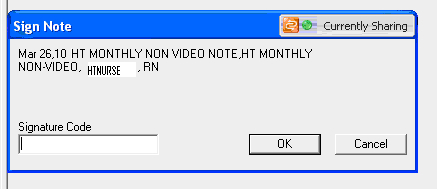 Sign Note
Currently Sharing
Mar 26,10 HT MONTHLY NON VIDEO NOTE,HT MONTHLY
NON-VIDEO, HTNURSE , RN
Signature Code
OK
Cancel